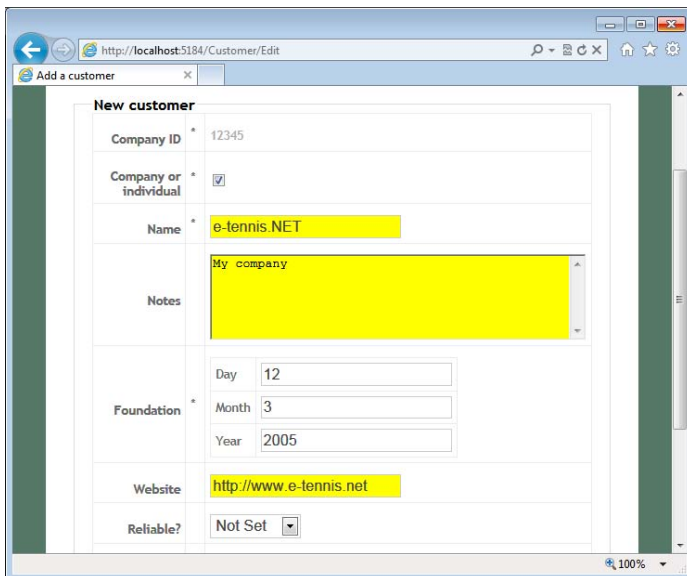 http://localhost:5184/Customer/Edit
Add a customer
New customer
Company ID * 12345
Company or individual *
Name * e-tennis.NET
Notes My company
Foundation *
Day 12
Month 3
Year 2005
Website http://www.e-tennis.net
Reliable? Not Set
100%